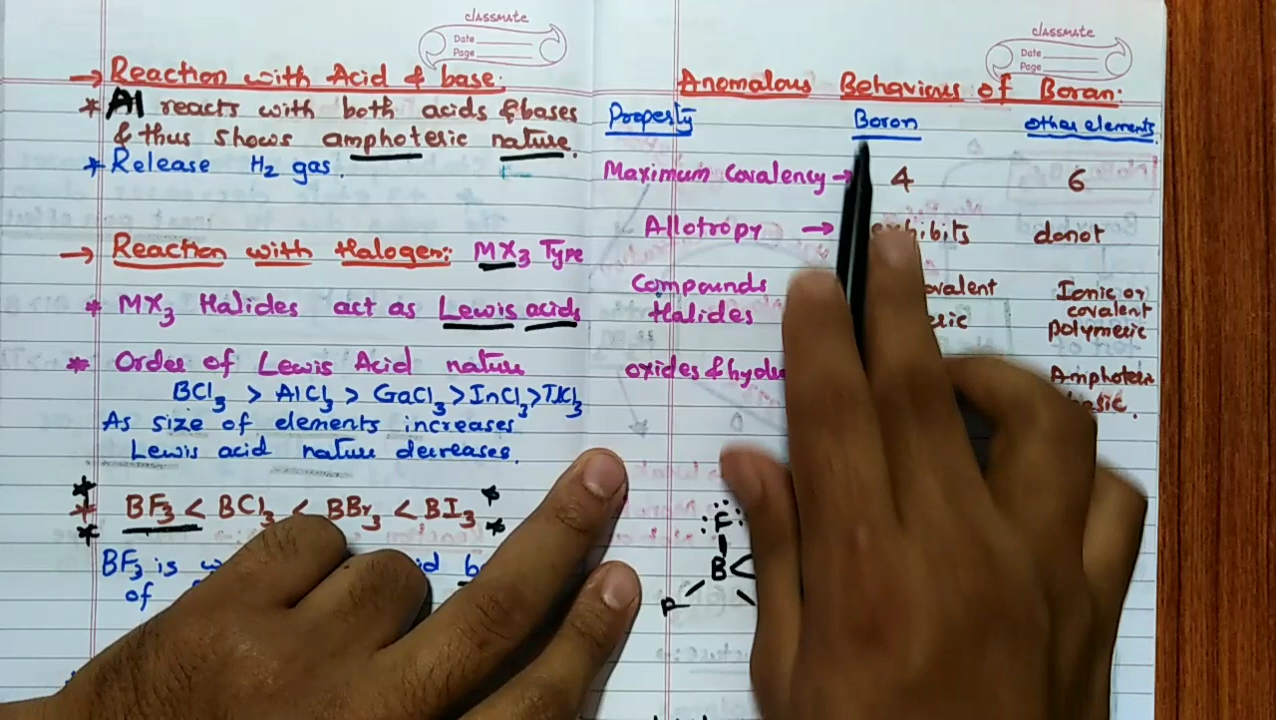 classmate
Date
Page
→ Reaction with Acid & base:
* Al reacts with both acids & bases
& thus shows amphoteric nature.
* Release H₂ gas.
→ Reaction with Halogen: MX₃ Type
* MX₃ Halides act as Lewis acids
* Order of Lewis Acid nature
BCl₃ > AlCl₃ > GaCl₃ > InCl₃ > TlCl₃
As size of elements increases
Lewis acid nature decreases.
* BF₃ < BCl₃ < BBr₃ < BI₃
BF₃ is
of
classmate
Date
Page
Anomalous Behaviour of Boran:
Property Boron other elements
Maximum Covalency → 4 6
Allotropy → exhibits donot
Compounds Ionic or
Halides covalent
polymeric
oxides & Amphoteric
F
B
F